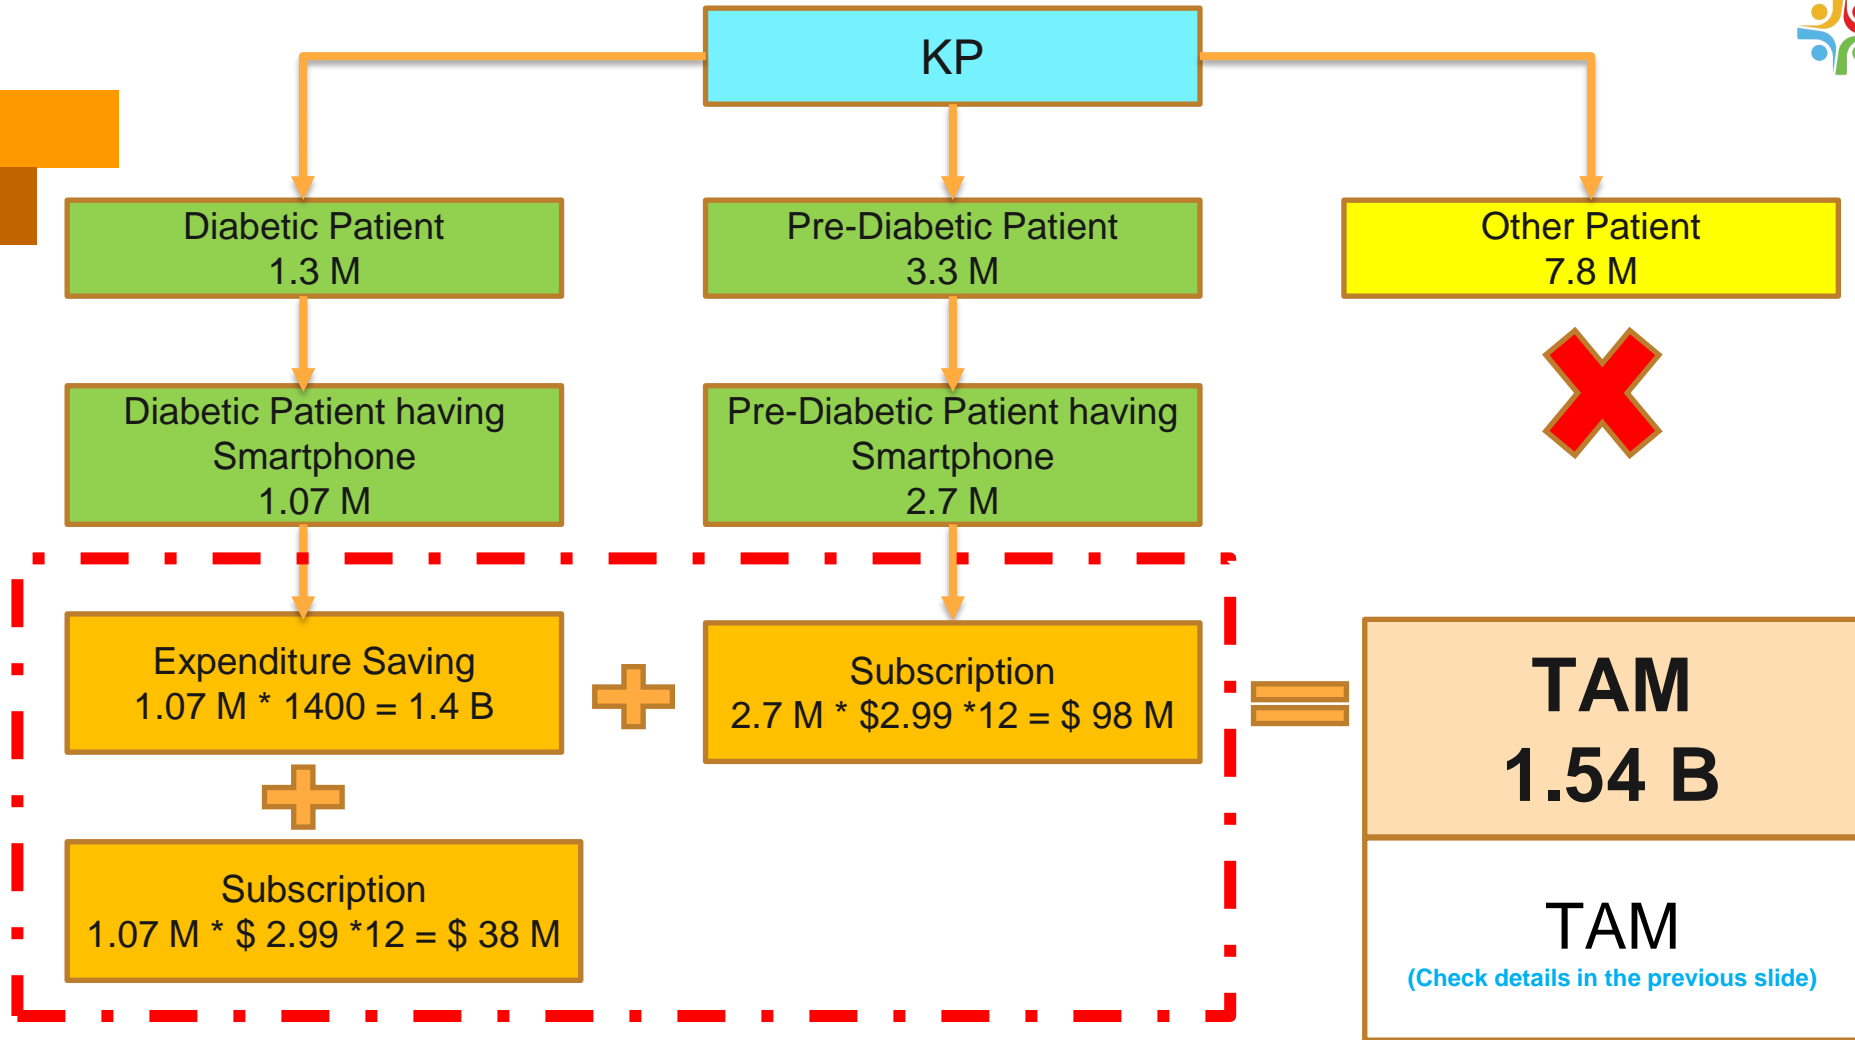 KP
Diabetic Patient
1.3 M
Pre-Diabetic Patient
3.3 M
Other Patient
7.8 M
Diabetic Patient having
Smartphone
1.07 M
Pre-Diabetic Patient having
Smartphone
2.7 M
Expenditure Saving
1.07 M * 1400 = 1.4 B
Subscription
2.7 M * $2.99 *12 = $ 98 M
Subscription
1.07 M * $ 2.99 *12 = $ 38 M
TAM
1.54 B
TAM
(Check details in the previous slide)